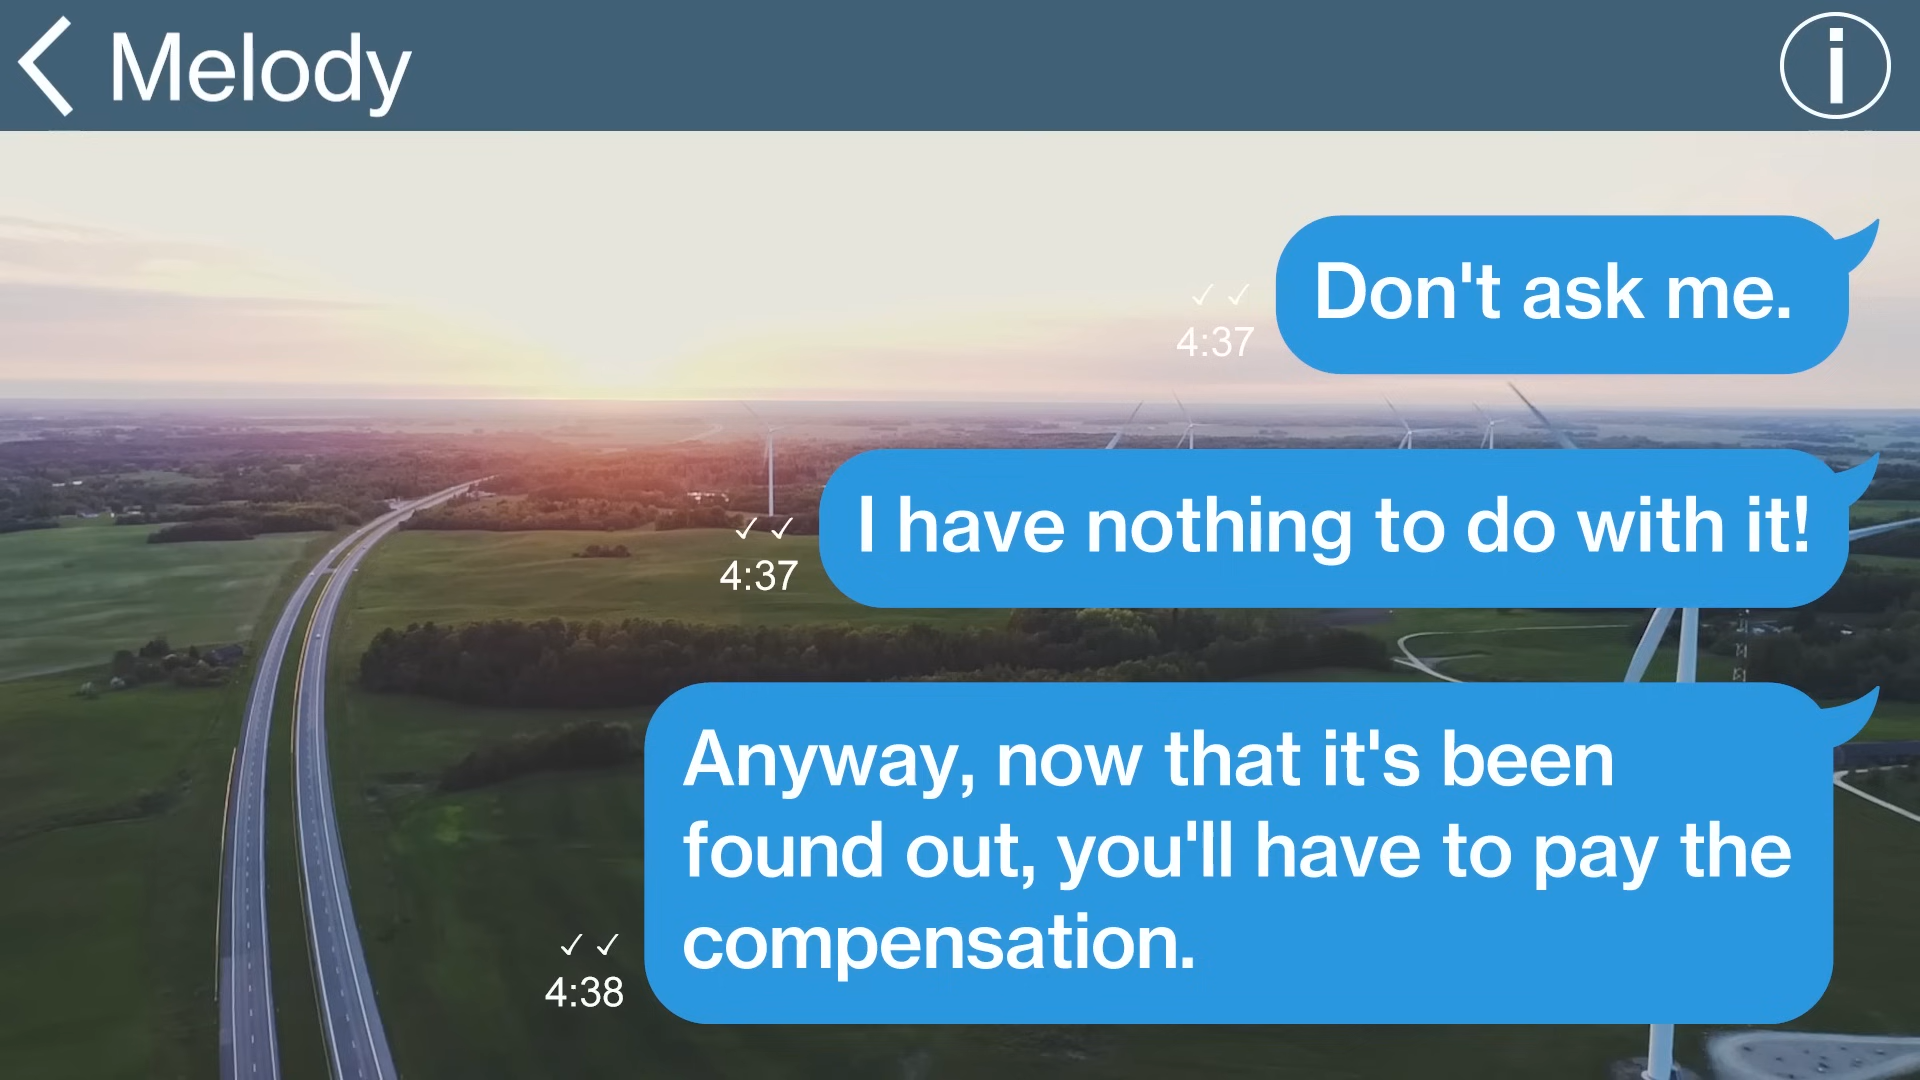 Melody
Don't ask me.
✓ ✓
4:37
I have nothing to do with it!
✓ ✓
4:37
Anyway, now that it's been
found out, you'll have to pay the
compensation.
✓ ✓
4:38